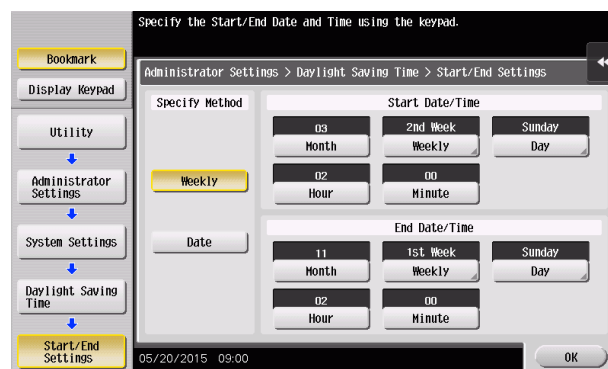 Specify the Start/End Date and Time using the keypad.
Bookmark
Display Keypad
Utility
Administrator
Settings
System Settings
Daylight Saving
Time
Start/End
Settings
Administrator Settings > Daylight Saving Time > Start/End Settings
Specify Method
Weekly
Date
Start Date/Time
03 2nd Week Sunday
Month Weekly Day
02 00
Hour Minute
End Date/Time
11 1st Week Sunday
Month Weekly Day
02 00
Hour Minute
05/20/2015 09:00
OK